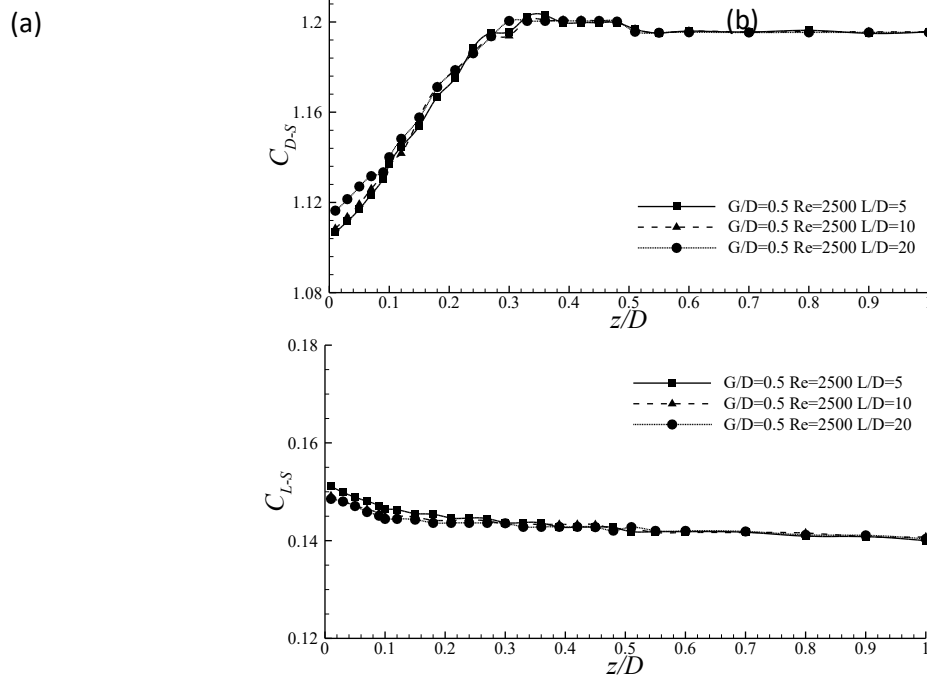 (a)
(b)
1.2
1.16
1.12
1.08
C_{D-S}
G/D=0.5 Re=2500 L/D=5
G/D=0.5 Re=2500 L/D=10
G/D=0.5 Re=2500 L/D=20
0 0.1 0.2 0.3 0.4 0.5 0.6 0.7 0.8 0.9 1
z/D
0.18
0.16
0.14
0.12
C_{L-S}
G/D=0.5 Re=2500 L/D=5
G/D=0.5 Re=2500 L/D=10
G/D=0.5 Re=2500 L/D=20
0 0.1 0.2 0.3 0.4 0.5 0.6 0.7 0.8 0.9 1
z/D